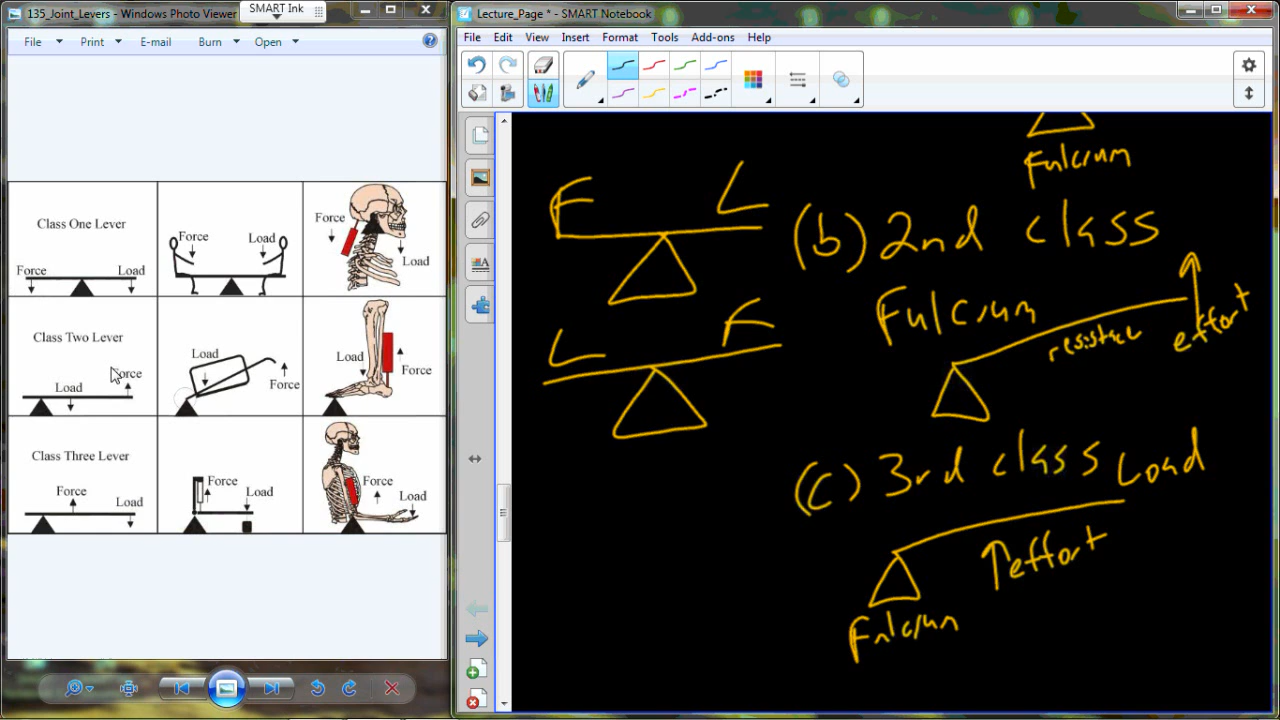 135_Joint_Levers - Windows Photo Viewer
SMART Ink
File Print E-mail Burn Open
Class One Lever
Force Load
Force Load
Force
Load
Class Two Lever
Load Force
Load
Force
Load
Force
Class Three Lever
Force
Load
Force
Load
Force
Load
Lecture_Page * - SMART Notebook
File Edit View Insert Format Tools Add-ons Help
Fulcrum
F L
L F
(b) 2nd class
Fulcrum
effort
(c) 3rd class
Load
↑effort
Fulcrum